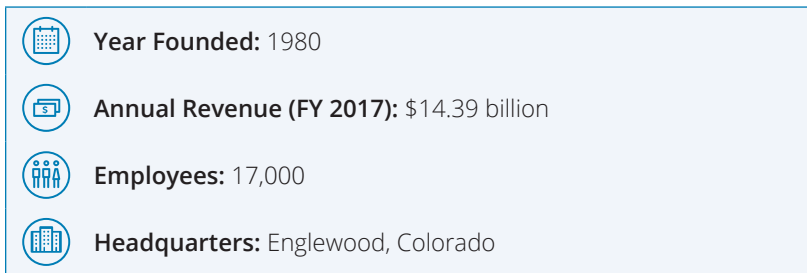 Year Founded: 1980
Annual Revenue (FY 2017): $14.39 billion
Employees: 17,000
Headquarters: Englewood, Colorado